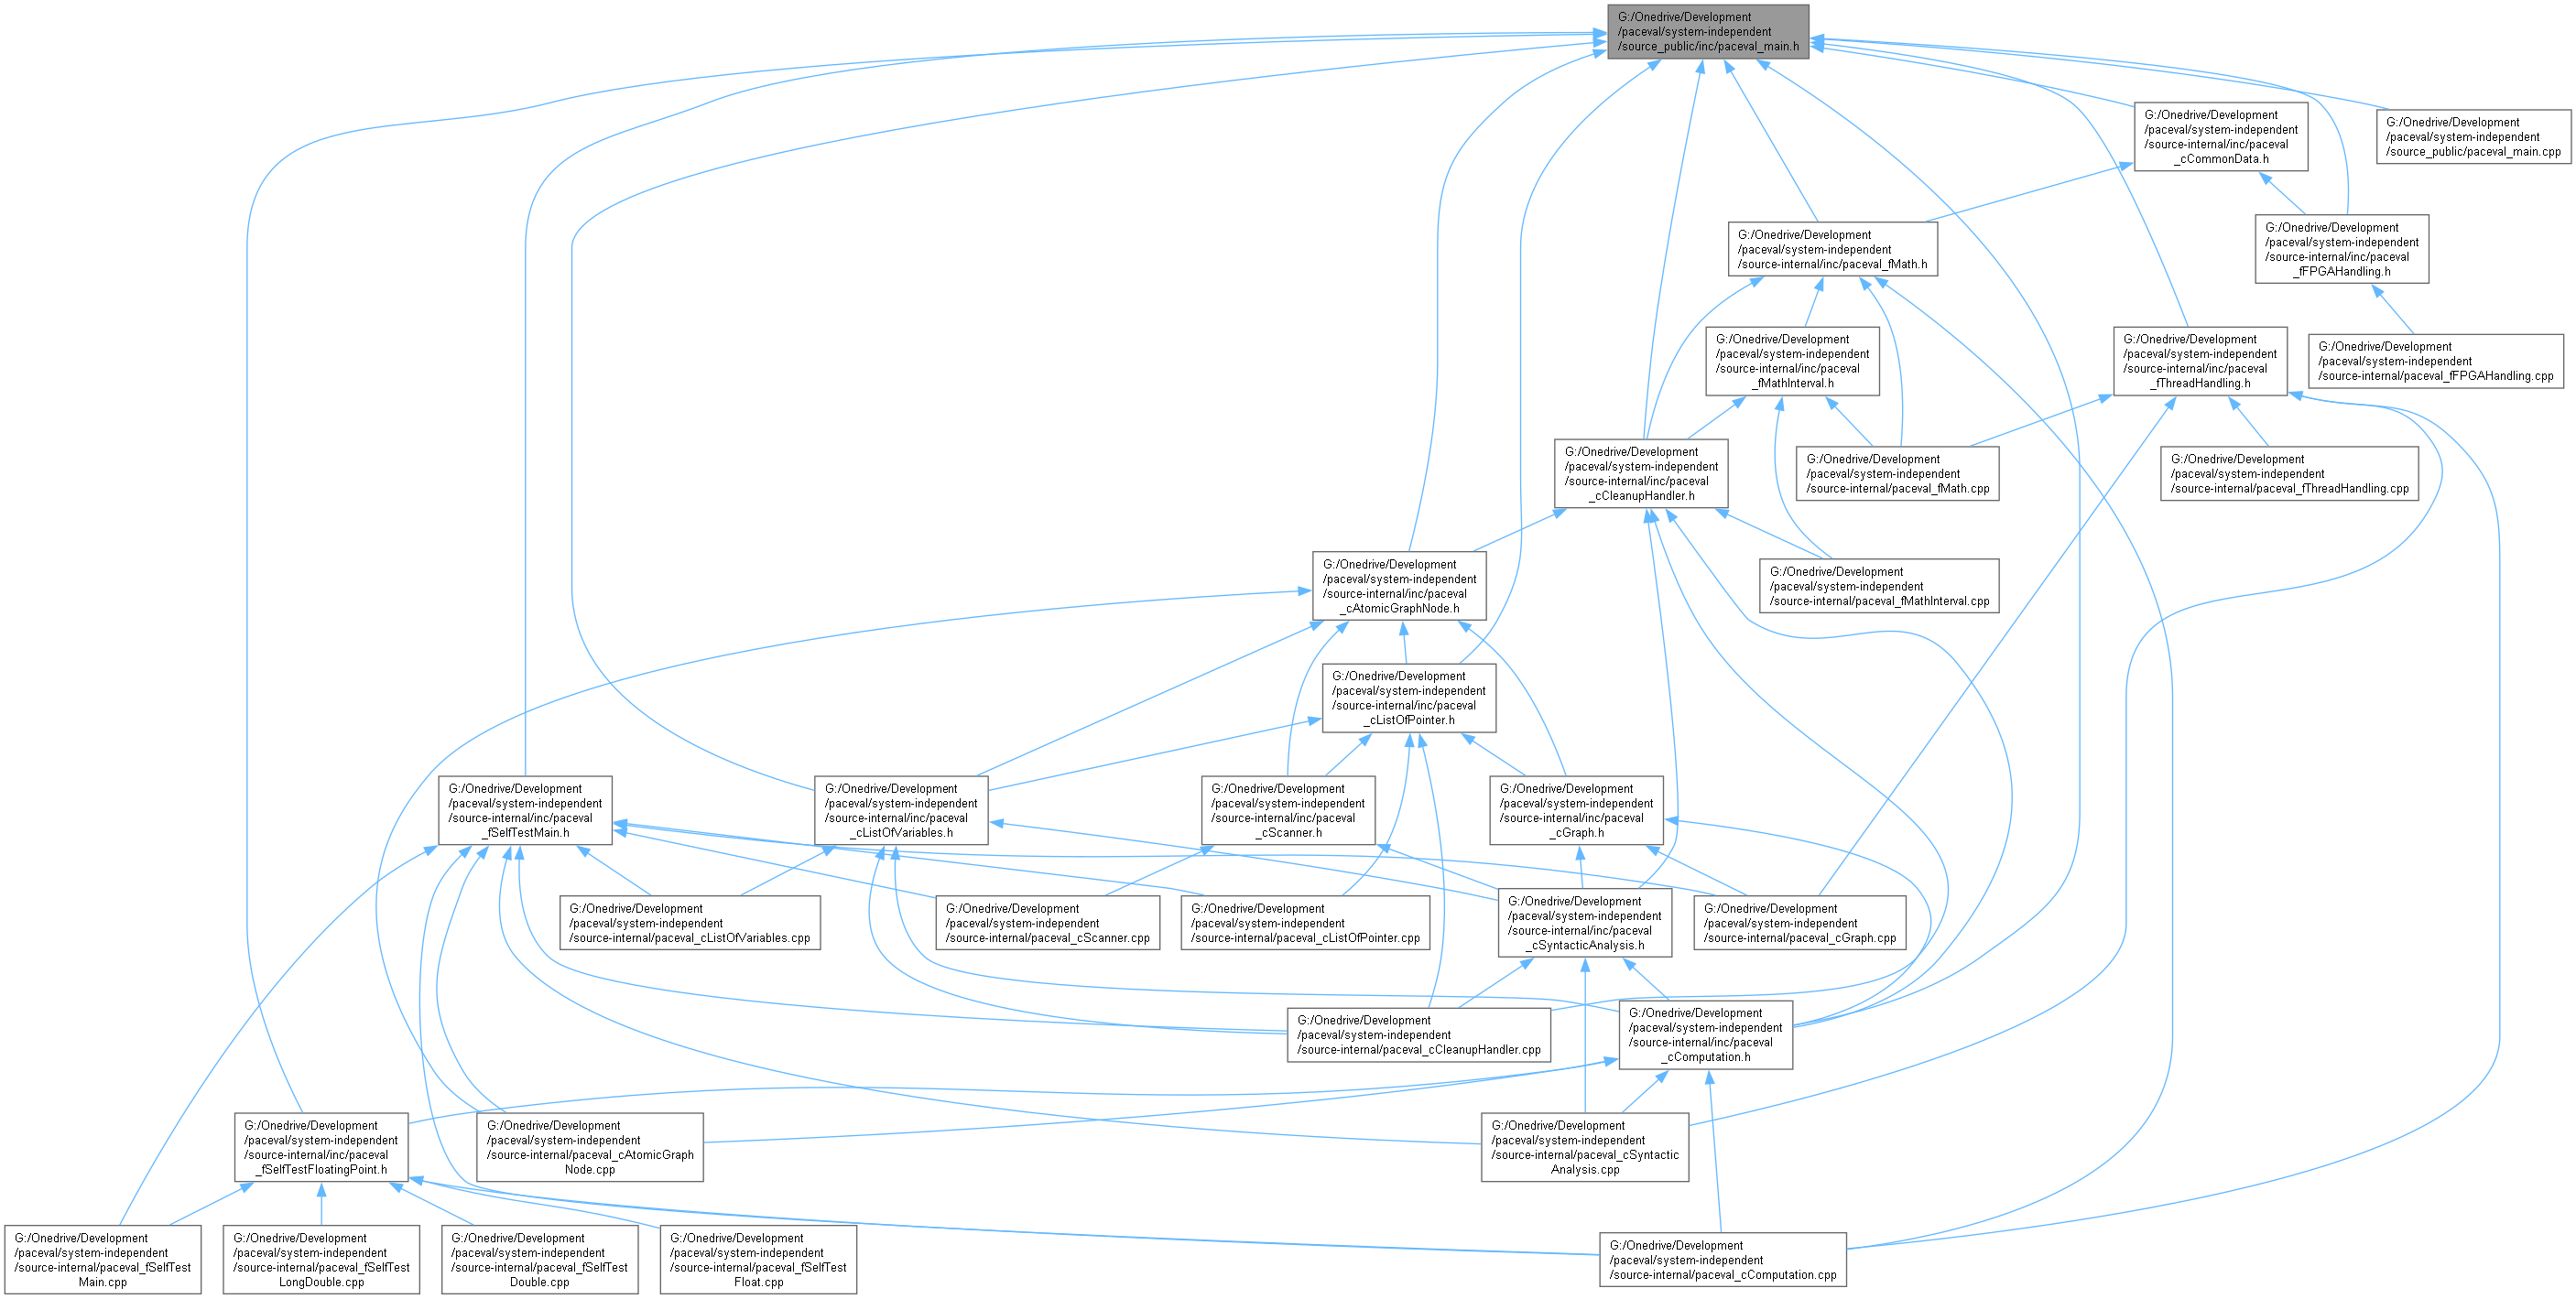 G:/Onedrive/Development
/paceval/system-independent
/source_public/inc/paceval_main.h
G:/Onedrive/Development
/paceval/system-independent
/source-internal/inc/paceval
_cCommonData.h
G:/Onedrive/Development
/paceval/system-independent
/source_public/paceval_main.cpp
G:/Onedrive/Development
/paceval/system-independent
/source-internal/inc/paceval_fMath.h
G:/Onedrive/Development
/paceval/system-independent
/source-internal/inc/paceval
_fFPGAHandling.h
G:/Onedrive/Development
/paceval/system-independent
/source-internal/inc/paceval
_fMathInterval.h
G:/Onedrive/Development
/paceval/system-independent
/source-internal/inc/paceval
_fThreadHandling.h
G:/Onedrive/Development
/paceval/system-independent
/source-internal/paceval_fFPGAHandling.cpp
G:/Onedrive/Development
/paceval/system-independent
/source-internal/inc/paceval
_cCleanupHandler.h
G:/Onedrive/Development
/paceval/system-independent
/source-internal/paceval_fMath.cpp
G:/Onedrive/Development
/paceval/system-independent
/source-internal/paceval_fThreadHandling.cpp
G:/Onedrive/Development
/paceval/system-independent
/source-internal/inc/paceval
_cAtomicGraphNode.h
G:/Onedrive/Development
/paceval/system-independent
/source-internal/paceval_fMathInterval.cpp
G:/Onedrive/Development
/paceval/system-independent
/source-internal/inc/paceval
_cListOfPointer.h
G:/Onedrive/Development
/paceval/system-independent
/source-internal/inc/paceval
_fSelfTestMain.h
G:/Onedrive/Development
/paceval/system-independent
/source-internal/inc/paceval
_cListOfVariables.h
G:/Onedrive/Development
/paceval/system-independent
/source-internal/inc/paceval
_cScanner.h
G:/Onedrive/Development
/paceval/system-independent
/source-internal/inc/paceval
_cGraph.h
G:/Onedrive/Development
/paceval/system-independent
/source-internal/paceval_cListOfVariables.cpp
G:/Onedrive/Development
/paceval/system-independent
/source-internal/paceval_cScanner.cpp
G:/Onedrive/Development
/paceval/system-independent
/source-internal/paceval_cListOfPointer.cpp
G:/Onedrive/Development
/paceval/system-independent
/source-internal/inc/paceval
_cSyntacticAnalysis.h
G:/Onedrive/Development
/paceval/system-independent
/source-internal/paceval_cGraph.cpp
G:/Onedrive/Development
/paceval/system-independent
/source-internal/paceval_cCleanupHandler.cpp
G:/Onedrive/Development
/paceval/system-independent
/source-internal/inc/paceval
_cComputation.h
G:/Onedrive/Development
/paceval/system-independent
/source-internal/inc/paceval
_fSelfTestFloatingPoint.h
G:/Onedrive/Development
/paceval/system-independent
/source-internal/paceval_cAtomicGraph
Node.cpp
G:/Onedrive/Development
/paceval/system-independent
/source-internal/paceval_cSyntactic
Analysis.cpp
G:/Onedrive/Development
/paceval/system-independent
/source-internal/paceval_fSelfTest
Main.cpp
G:/Onedrive/Development
/paceval/system-independent
/source-internal/paceval_fSelfTest
LongDouble.cpp
G:/Onedrive/Development
/paceval/system-independent
/source-internal/paceval_fSelfTest
Double.cpp
G:/Onedrive/Development
/paceval/system-independent
/source-internal/paceval_fSelfTest
Float.cpp
G:/Onedrive/Development
/paceval/system-independent
/source-internal/paceval_cComputation.cpp